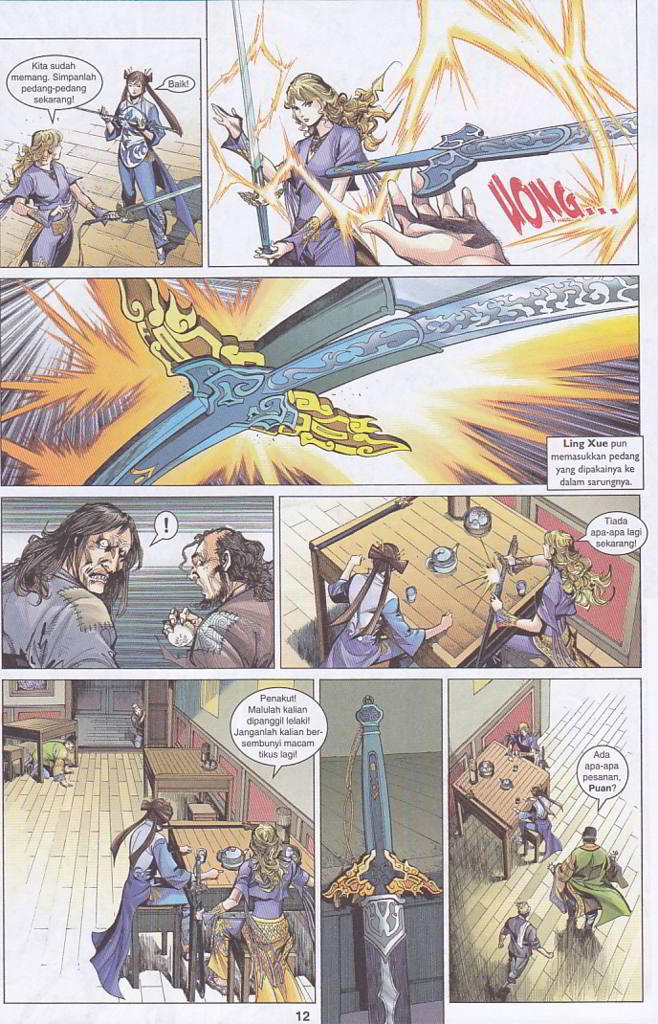 Kita sudah
memang. Simpanlah
pedang-pedang
sekarang!
Baik!
WONG...
Ling Xue pun
memasukkan pedang
yang dipakainya ke
dalam sarungnya.
!
Tiada
apa-apa lagi
sekarang!
Penakut!
Malulah kalian
dipanggil lelaki!
Janganlah kalian ber-
sembunyi macam
tikus lagi!
Ada
apa-apa
pesanan,
Puan?
12